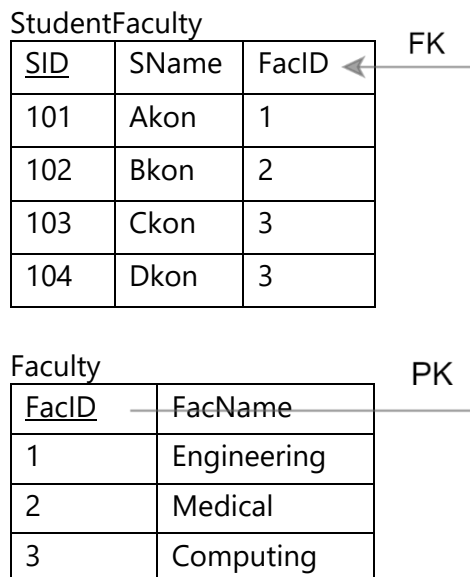 StudentFaculty
FK
SID SName FacID
101 Akon 1
102 Bkon 2
103 Ckon 3
104 Dkon 3
Faculty
PK
FacID FacName
1 Engineering
2 Medical
3 Computing